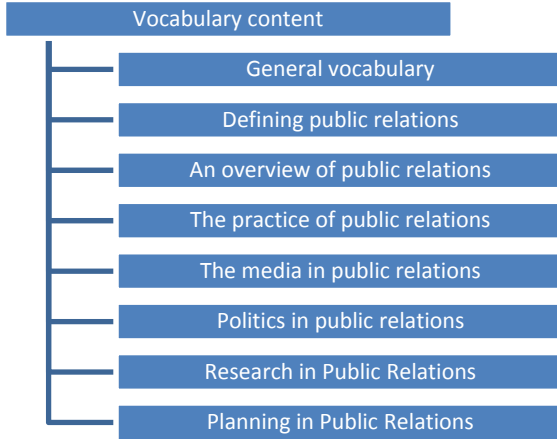 Vocabulary content
General vocabulary
Defining public relations
An overview of public relations
The practice of public relations
The media in public relations
Politics in public relations
Research in Public Relations
Planning in Public Relations